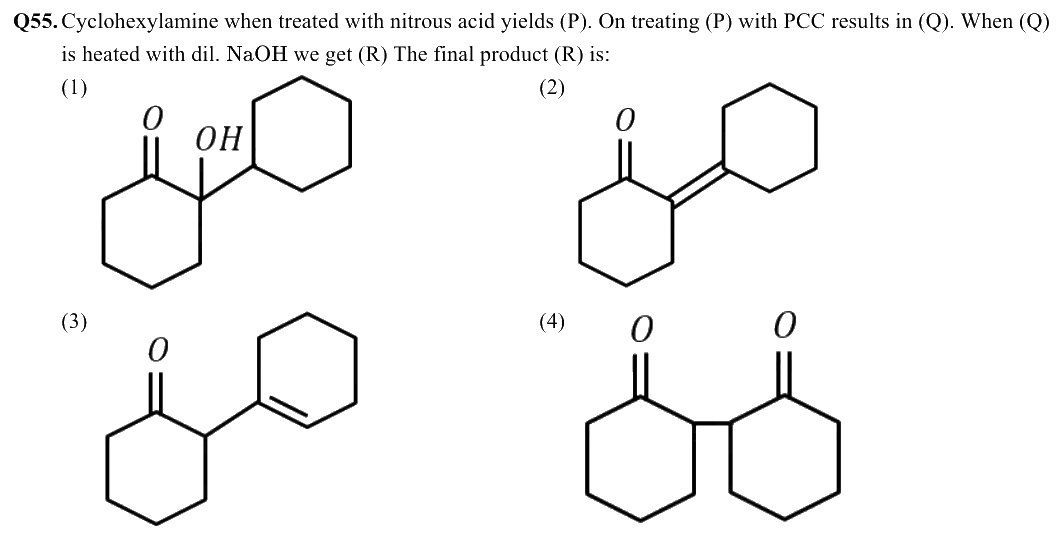 Q55. Cyclohexylamine when treated with nitrous acid yields (P). On treating (P) with PCC results in (Q). When (Q)
is heated with dil. NaOH we get (R) The final product (R) is:
(1)
(2)
O
OH
O
(3)
(4)
O
O
O